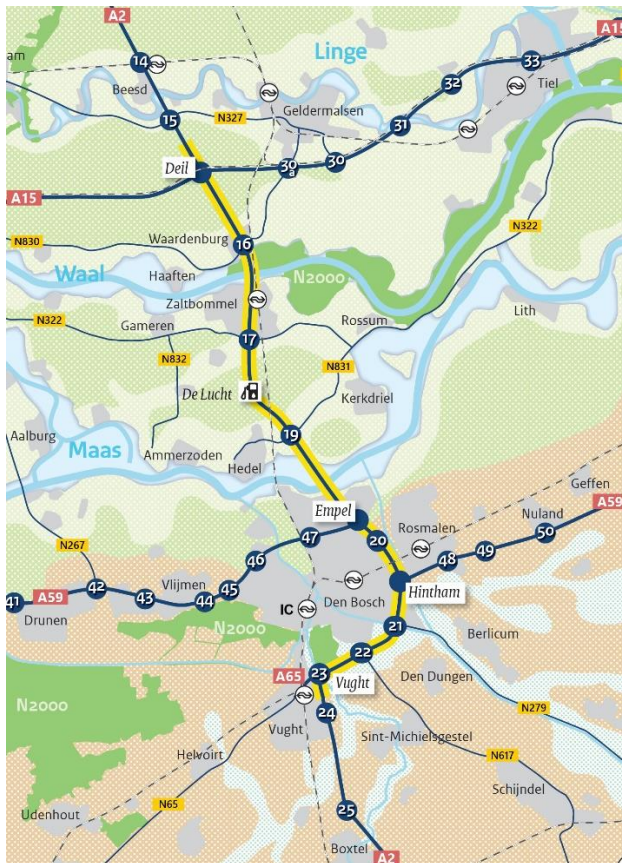 A2
Linge
A15
33
14
am
Beesd
32
Tiel
N327
Geldermalsen
15
31
Deil
39a
30
A15
N322
N830
Waardenburg
16
Waal
Haaften
N2000
Zaltbommel
Lith
N322
Gameren
17
Rossum
N832
N831
De Lucht
Kerkdriel
Aalburg
19
Maas
Ammerzoden
Hedel
Geffen
Empel
Nuland
A59
Rosmalen
50
N267
47
20
49
46
48
42
Vlijmen
45
41
A59
43
44
Den Bosch
Hintham
Drunen
IC
N2000
21
Berlicum
22
A65
23
Vught
Den Dungen
N2000
24
N279
Vught
Sint-Michielsgestel
Helvoirt
N617
Schijndel
N65
25
Udenhout
Boxtel
A2